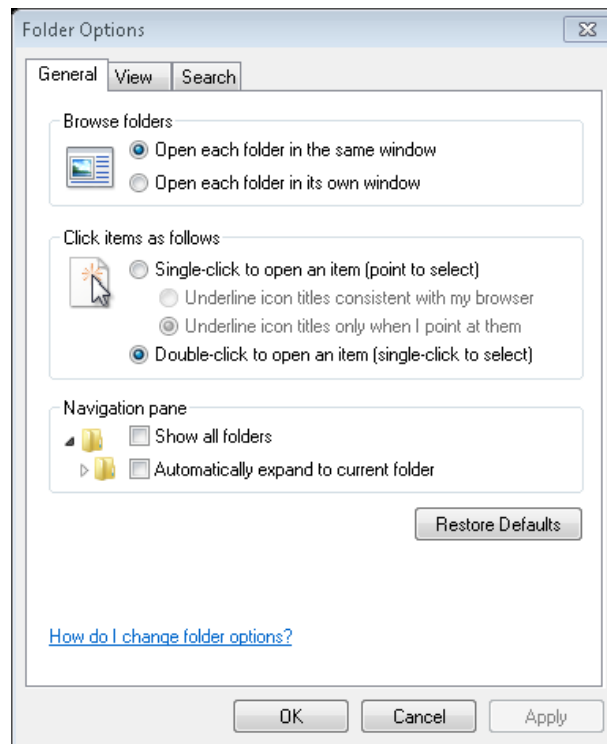 Folder Options
General View Search
Browse folders
Open each folder in the same window
Open each folder in its own window
Click items as follows
Single-click to open an item (point to select)
Underline icon titles consistent with my browser
Underline icon titles only when I point at them
Double-click to open an item (single-click to select)
Navigation pane
Show all folders
Automatically expand to current folder
Restore Defaults
How do I change folder options?
OK Cancel Apply